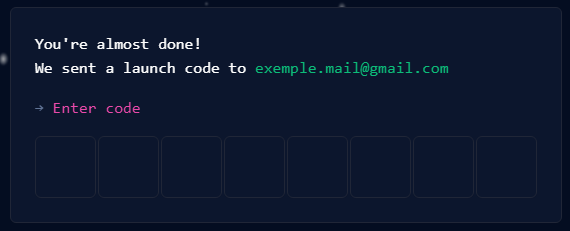 You're almost done!
We sent a launch code to exemple.mail@gmail.com
→ Enter code